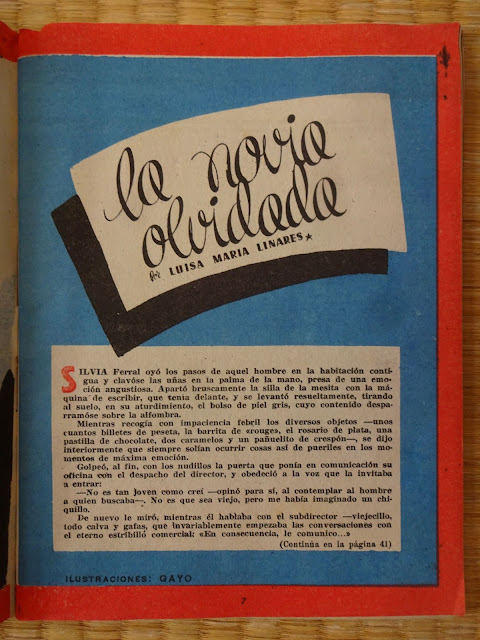 la novia
olvidada
por LUISA MARIA LINARES★
SILVIA Ferral oyó los pasos de aquel hombre en la habitación conti-
gua y clavóse las uñas en la palma de la mano, presa de una emo-
ción angustiosa. Apartó bruscamente la silla de la mesita con la má-
quina de escribir, que tenía delante, y se levantó resueltamente, tirando
al suelo, en su aturdimiento, el bolso de piel gris, cuyo contenido despa-
rramóse sobre la alfombra.
Mientras recogía con impaciencia febril los diversos objetos —unos
cuantos billetes de peseta, la barrita de «rouge», el rosario de plata, una
pastilla de chocolate, dos caramelos y un pañuelito de crespón—, se dijo
interiormente que siempre solían ocurrir cosas así de pueriles en los mo-
mentos de máxima emoción.
Golpeó, al fin, con los nudillos la puerta que ponía en comunicación su
oficina con el despacho del director, y obedeció a la voz que la invitaba
a entrar:
—No es tan joven como creí —opinó para sí, al contemplar al hombre
a quien buscaba—. No es que sea viejo, pero me había imaginado un chi-
quillo.
De nuevo le miró, mientras él hablaba con el subdirector —viejecillo,
todo calva y gafas, que invariablemente empezaba las conversaciones con
el eterno estribillo comercial: «En consecuencia, le comunico...»
(Continúa en la página 41)
ILUSTRACIONES: GAYO
7